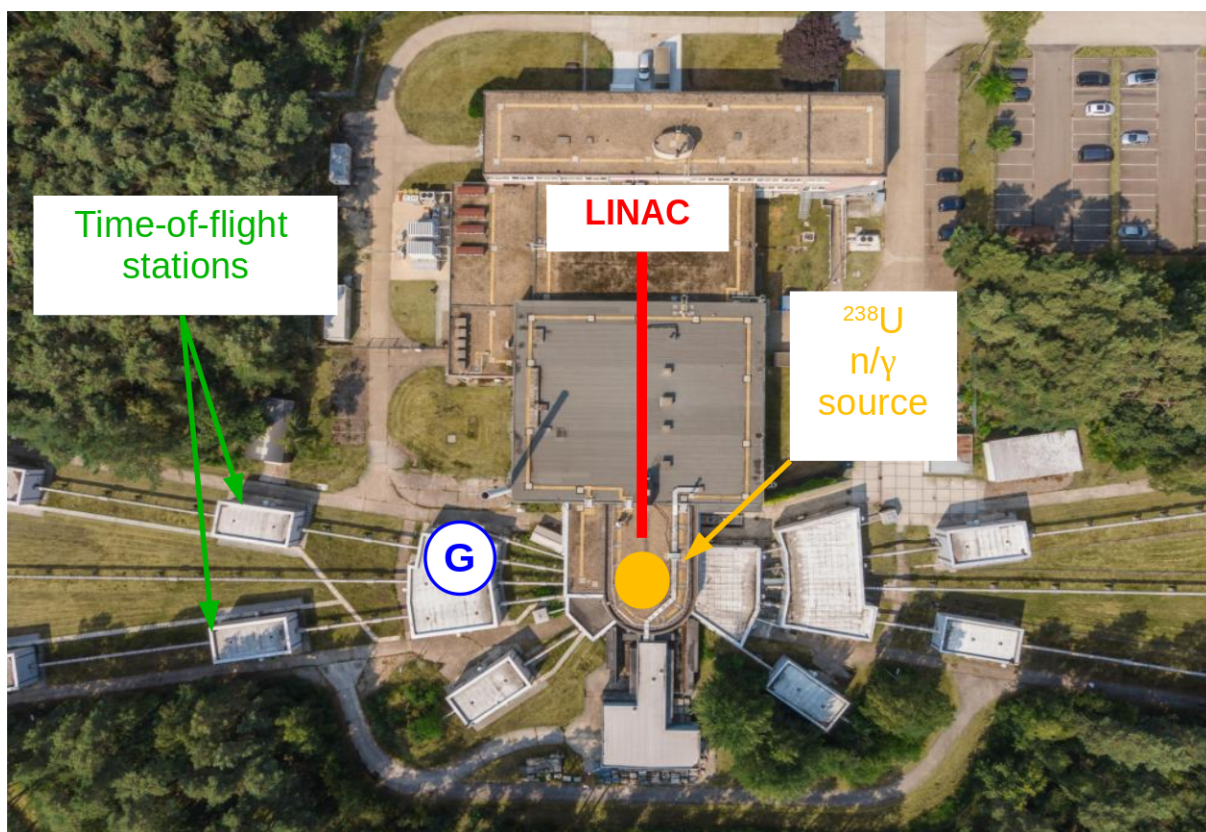 LINAC
Time-of-flight
stations
²³⁸U
n/γ
source
G